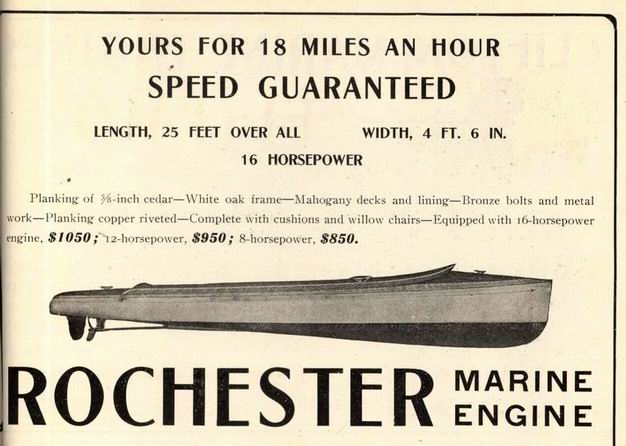 YOURS FOR 18 MILES AN HOUR
SPEED GUARANTEED
LENGTH, 25 FEET OVER ALL WIDTH, 4 FT. 6 IN.
16 HORSEPOWER
Planking of ⅜-inch cedar—White oak frame—Mahogany decks and lining—Bronze bolts and metal
work—Planking copper riveted—Complete with cushions and willow chairs—Equipped with 16-horsepower
engine, $1050; 12-horsepower, $950; 8-horsepower, $850.
ROCHESTER MARINE
ENGINE